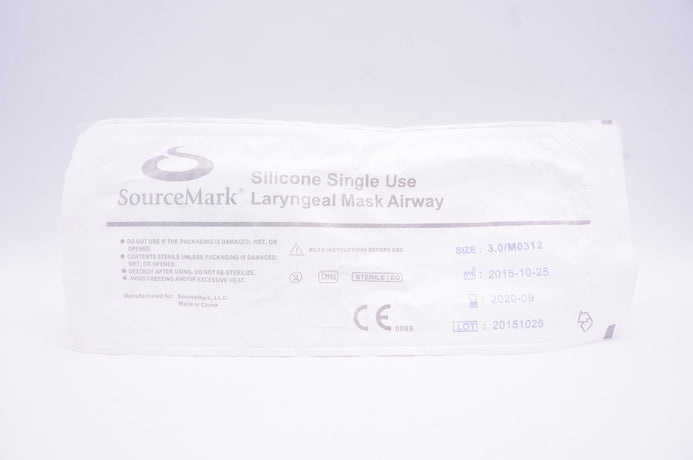 SourceMark®
Silicone Single Use
Laryngeal Mask Airway
● DO NOT USE IF THE PACKAGING IS DAMAGED, WET, OR
OPENED.
● CONTENTS STERILE UNLESS PACKAGING IS DAMAGED,
WET, OR OPENED.
● DESTROY AFTER USING. DO NOT RE-STERILIZE.
● AVOID FREEZING AND/OR EXCESSIVE HEAT.
Manufactured for: SourceMark, LLC
Made in China
READ INSTRUCTIONS BEFORE USE
2
STERILE EO
CE 0086
SIZE: 3.0/M0312
: 2015-10-25
: 2020-09
LOT : 20151025